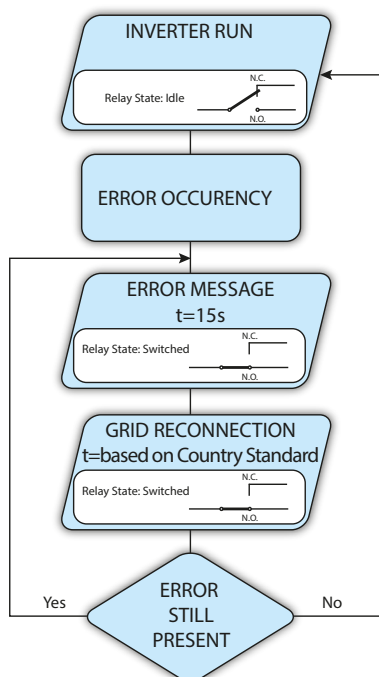 INVERTER RUN
N.C.
Relay State: Idle
N.O.
ERROR OCCURENCY
ERROR MESSAGE
t=15s
N.C.
Relay State: Switched
N.O.
GRID RECONNECTION
t=based on Country Standard
N.C.
Relay State: Switched
N.O.
Yes
ERROR
STILL
PRESENT
No